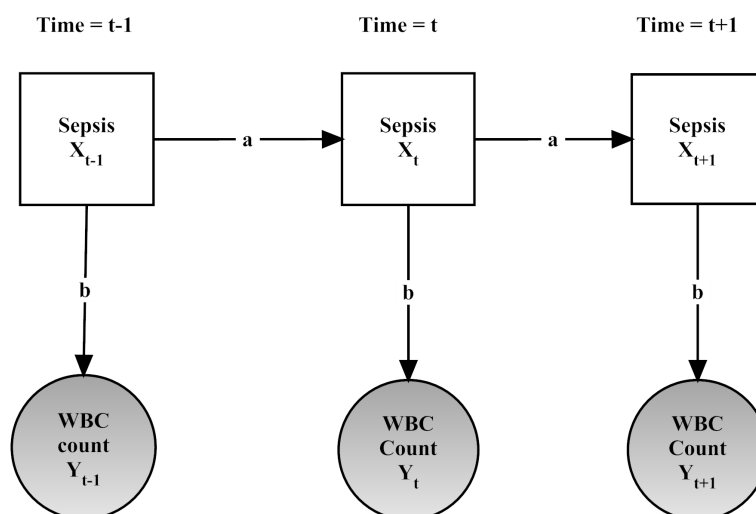 Time = t-1
Time = t
Time = t+1
Sepsis
X_{t-1}
a
Sepsis
X_t
a
Sepsis
X_{t+1}
b
b
b
WBC
count
Y_{t-1}
WBC
Count
Y_t
WBC
Count
Y_{t+1}